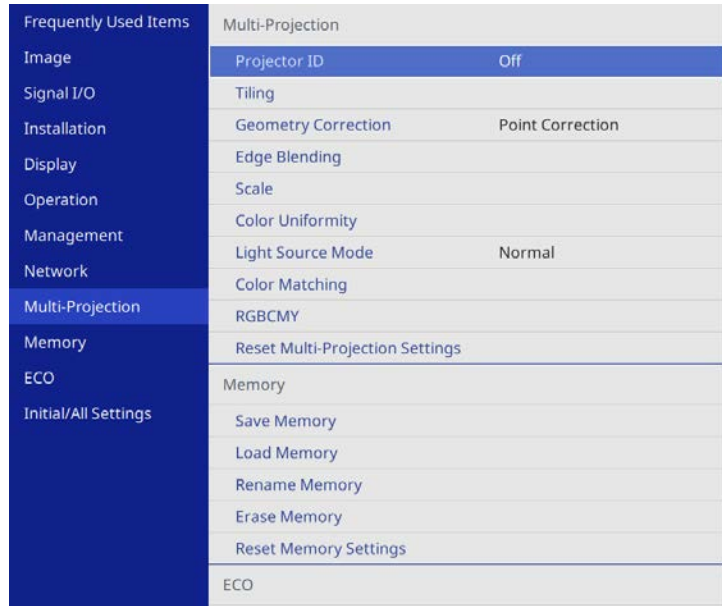 Frequently Used Items
Image
Signal I/O
Installation
Display
Operation
Management
Network
Multi-Projection
Memory
ECO
Initial/All Settings
Multi-Projection
Projector ID Off
Tiling
Geometry Correction Point Correction
Edge Blending
Scale
Color Uniformity
Light Source Mode Normal
Color Matching
RGBCMY
Reset Multi-Projection Settings
Memory
Save Memory
Load Memory
Rename Memory
Erase Memory
Reset Memory Settings
ECO